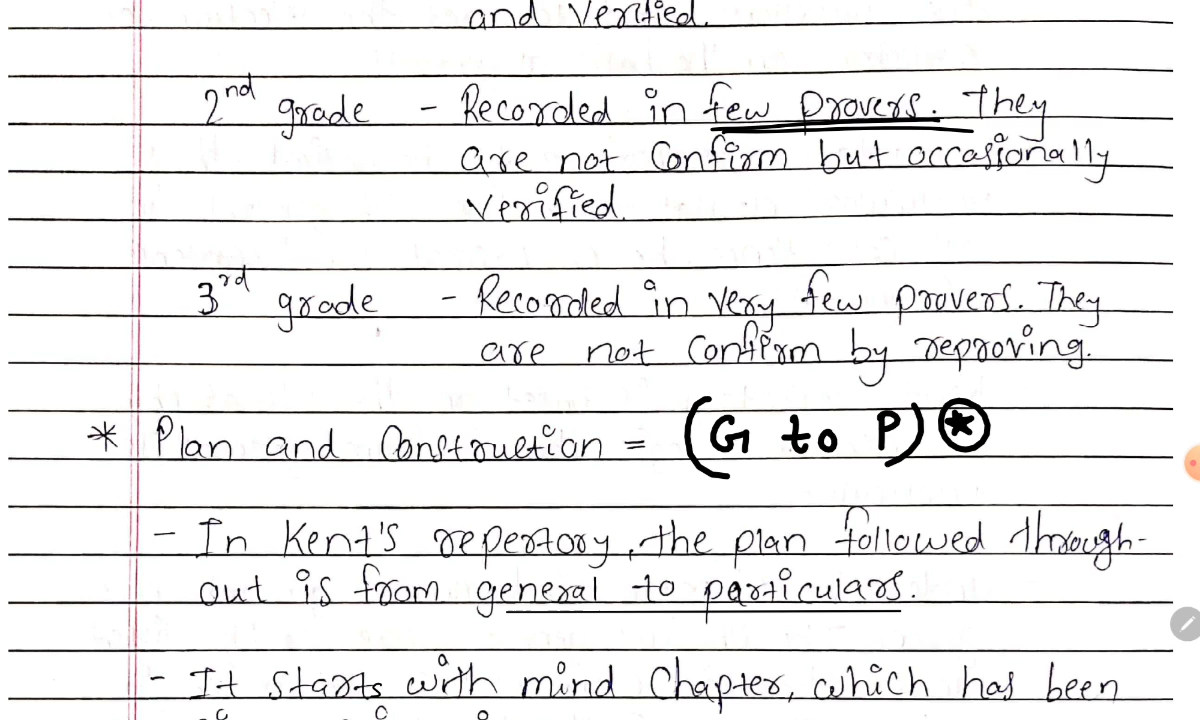 and Verified.
2nd grade - Recorded in few provers. They
are not Confirm but occassionally
Verified.
3rd grade - Recorded in very few provers. They
are not Confirm by reproving.
* Plan and Construction = (G to P) *
- In Kent's repertory, the plan followed through-
out is from general to particulars.
- It starts with mind Chapter, which has been